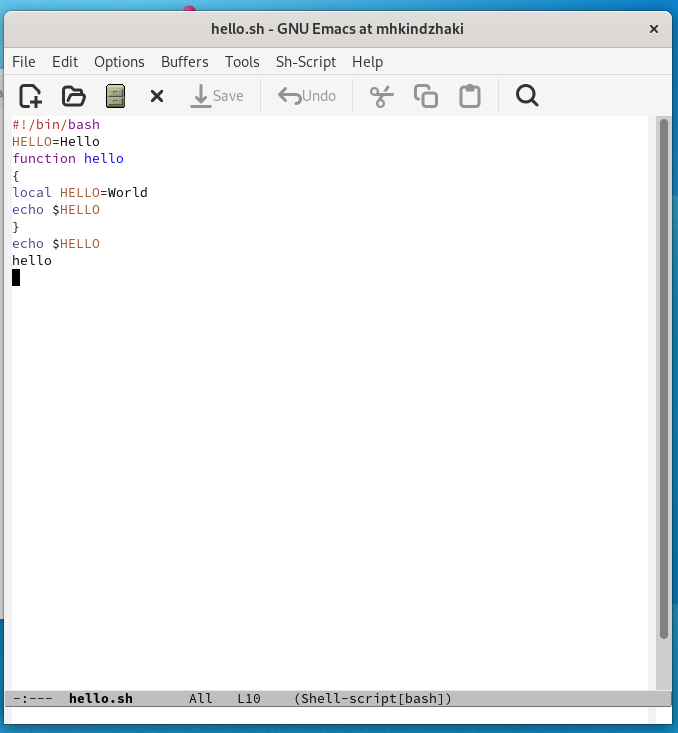 hello.sh - GNU Emacs at mhkindzhaki
File Edit Options Buffers Tools Sh-Script Help
Save Undo
#!/bin/bash
HELLO=Hello
function hello
{
local HELLO=World
echo $HELLO
}
echo $HELLO
hello
-:--- hello.sh All L10 (Shell-script[bash])